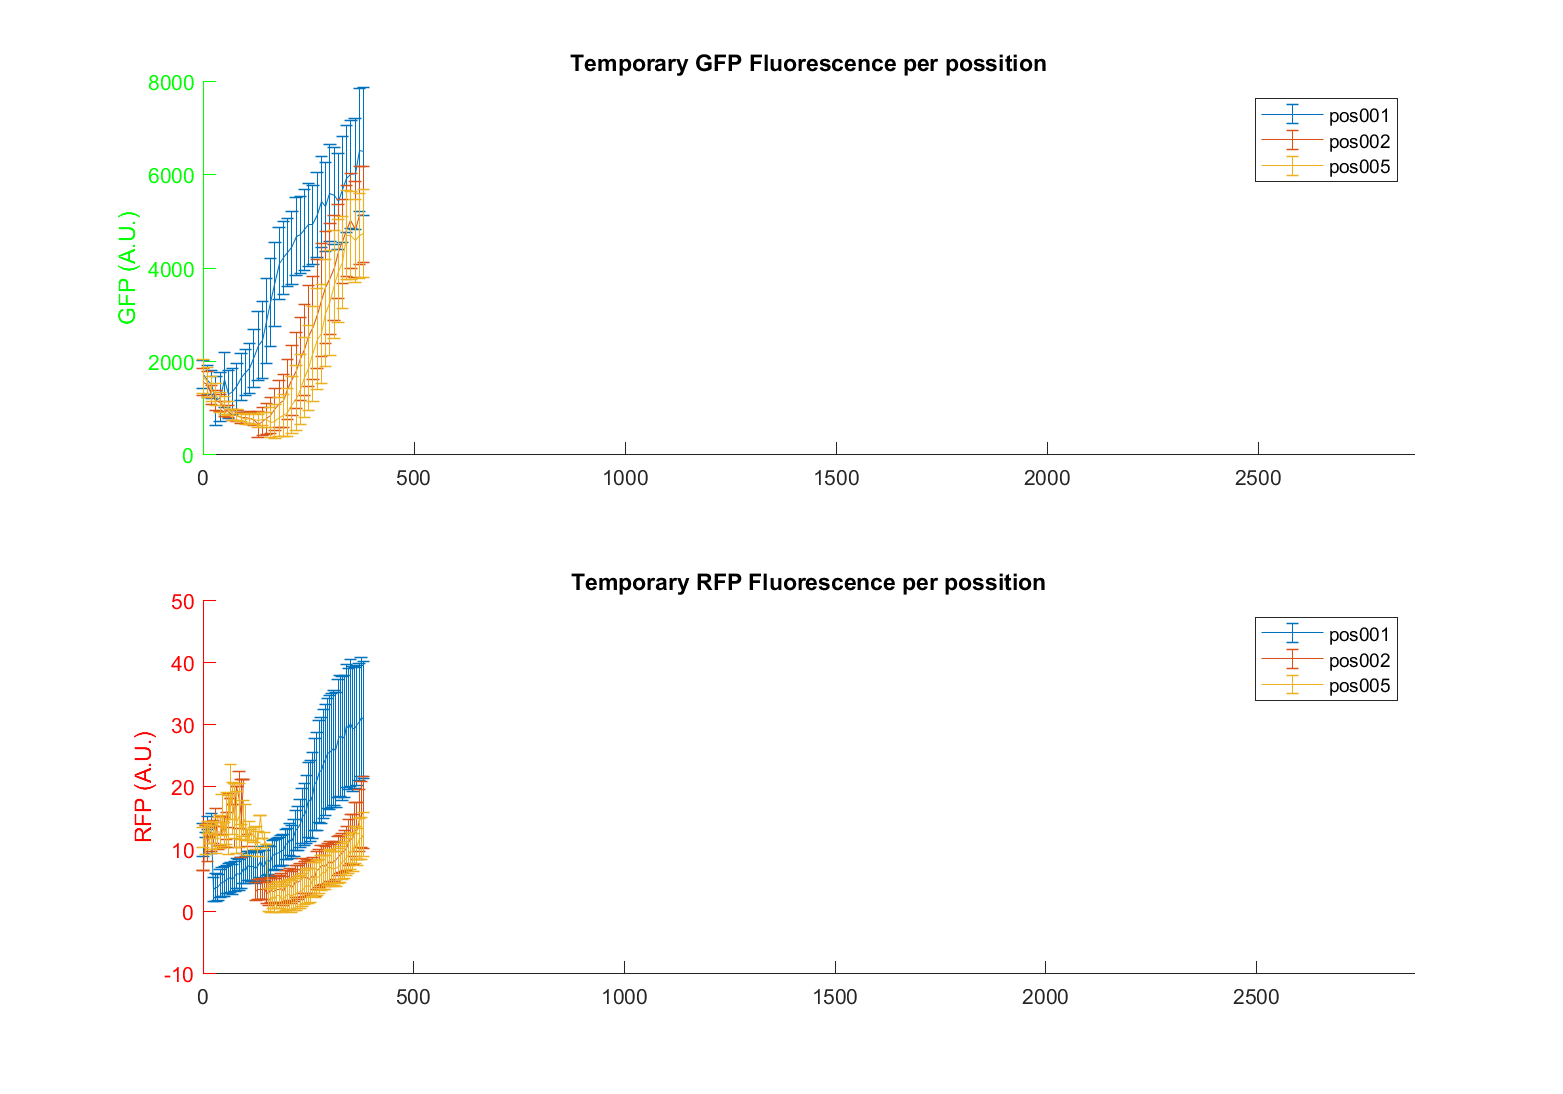 Temporary GFP Fluorescence per possition
8000
6000
4000
2000
0
GFP (A.U.)
pos001
pos002
pos005
0 500 1000 1500 2000 2500
Temporary RFP Fluorescence per possition
50
40
30
20
10
0
-10
RFP (A.U.)
pos001
pos002
pos005
0 500 1000 1500 2000 2500